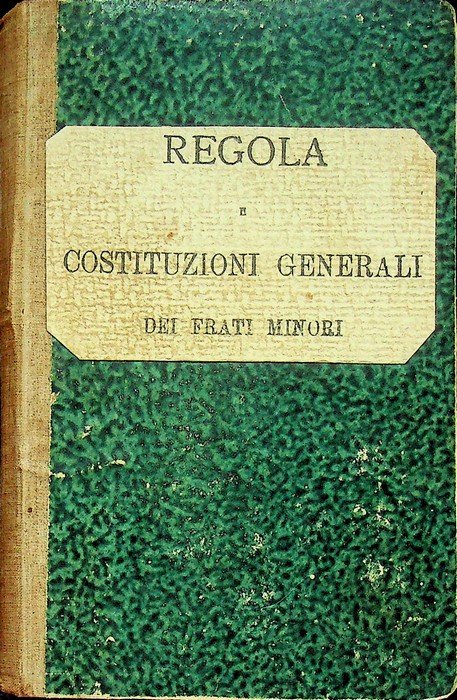 REGOLA
E
COSTITUZIONI GENERALI
DEI FRATI MINORI